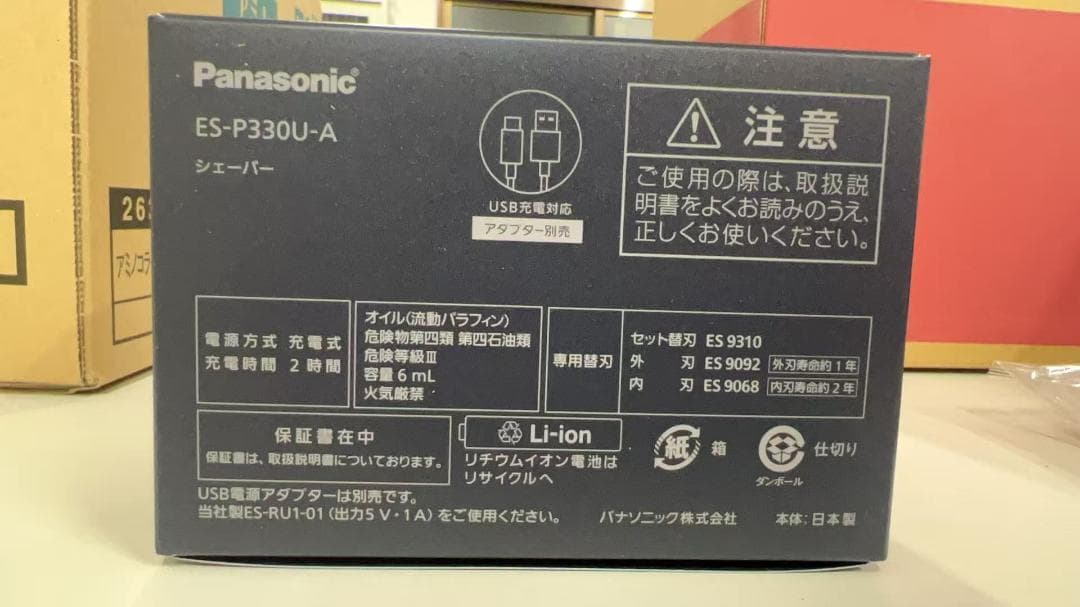 Panasonic
ES-P330U-A
シェーバー
USB充電対応
アダプター別売
注意
ご使用の際は、取扱説
明書をよくお読みのうえ、
正しくお使いください。
電源方式 充電式
充電時間 2時間
オイル(流動パラフィン)
危険物第四類 第四石油類
危険等級Ⅲ
容量6mL
火気厳禁
専用替刃
セット替刃 ES 9310
外 刃 ES 9092 外刃寿命約1年
内 刃 ES 9068 内刃寿命約2年
保証書在中
保証書は、取扱説明書についております。
Li-ion
リチウムイオン電池は
リサイクルへ
紙 箱
ダンボール
仕切り
USB電源アダプターは別売です。
当社製ES-RU1-01(出力5V・1A)をご使用ください。
パナソニック株式会社 本体:日本製
263
アミノコラ